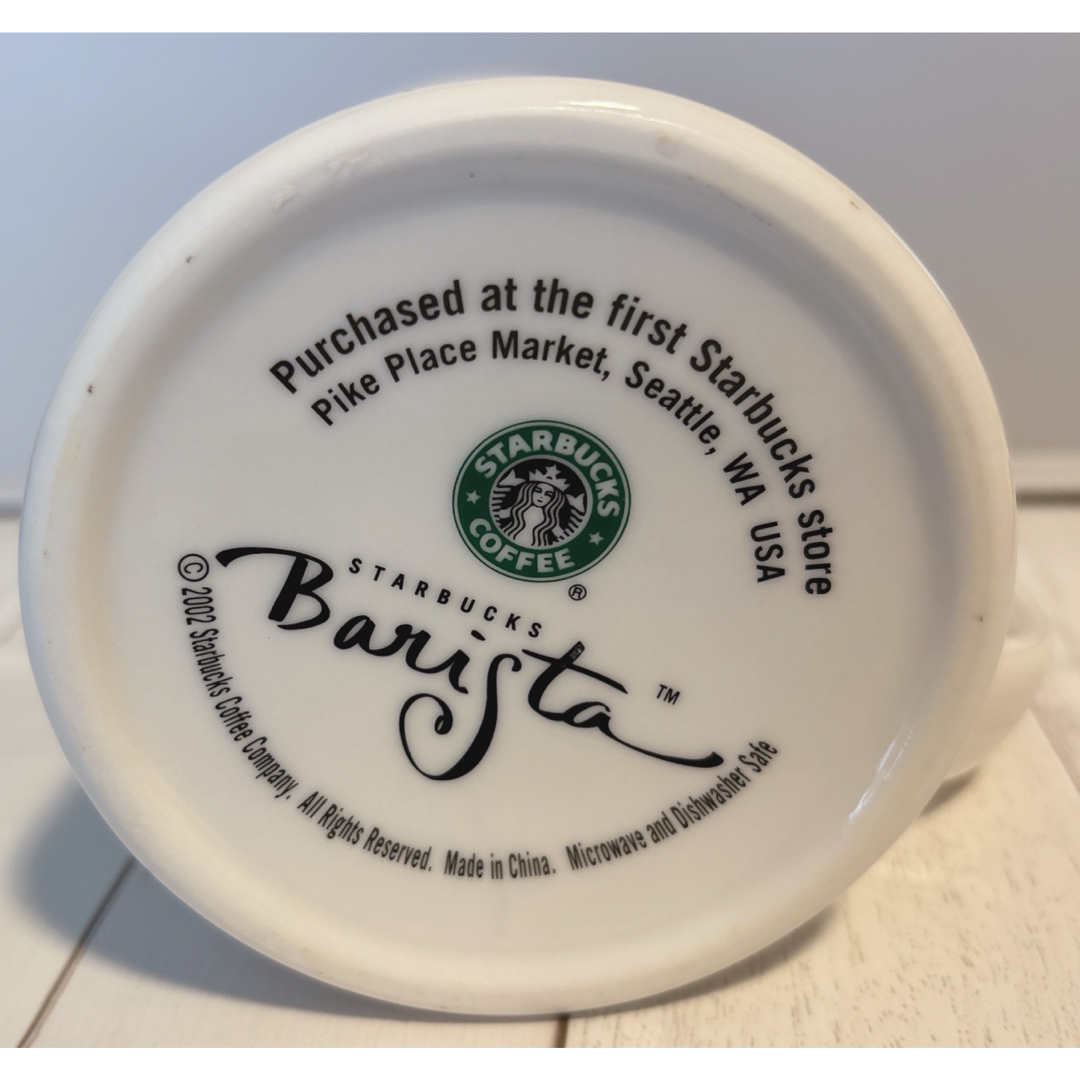 Purchased at the first Starbucks store
Pike Place Market, Seattle, WA USA
STARBUCKS
COFFEE
®
STARBUCKS
Barista ™
© 2002 Starbucks Coffee Company. All Rights Reserved. Made in China. Microwave and Dishwasher Safe